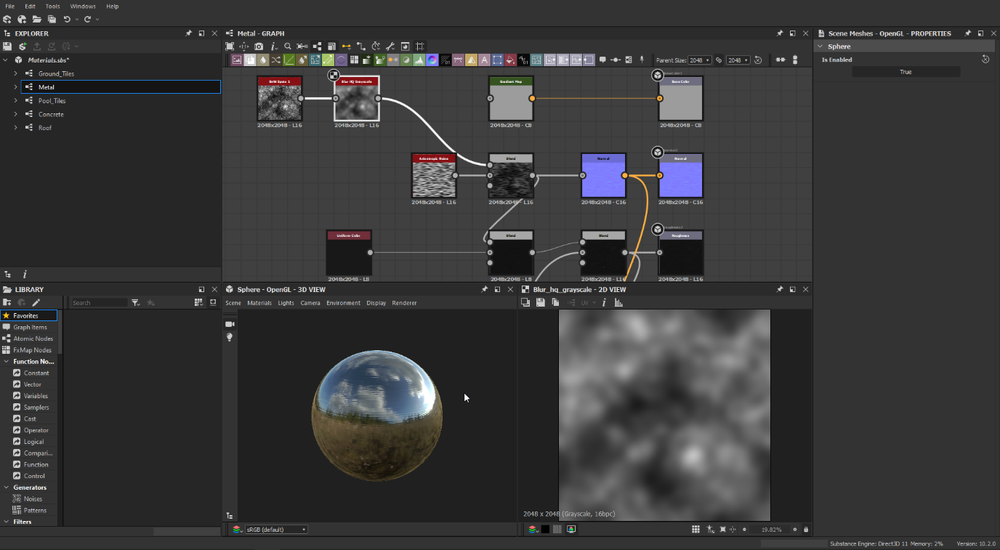 File Edit Tools Windows Help
EXPLORER
Materials.sbs*
Ground_Tiles
Metal
Pool_Tiles
Concrete
Roof
Metal - GRAPH
Parent Size: 2048 2048
BnW Spots 1
2048x2048 - L16
Blur HQ Grayscale
2048x2048 - L16
Gradient Map
2048x2048 - C8
Base Color
2048x2048 - C8
Anisotropic Noise
2048x2048 - L16
Blend
2048x2048 - L16
Normal
2048x2048 - C16
Normal
2048x2048 - C16
Uniform Color
2048x2048 - L8
Blend
2048x2048 - L8
Blend
2048x2048 - L16
Roughness
2048x2048 - L16
Scene Meshes - OpenGL - PROPERTIES
Sphere
Is Enabled
True
LIBRARY
Search
Favorites
Graph Items
Atomic Nodes
FxMap Nodes
Function No...
Constant
Vector
Variables
Samplers
Cast
Operator
Logical
Compari...
Function
Control
Generators
Noises
Patterns
Filters
Sphere - OpenGL - 3D VIEW
Scene Materials Lights Camera Environment Display Renderer
sRGB (default)
Blur_hq_grayscale - 2D VIEW
UV
2048 x 2048 (Grayscale, 16bpc)
19.82%
Substance Engine: Direct3D 11 Memory: 2% Version: 10.2.0